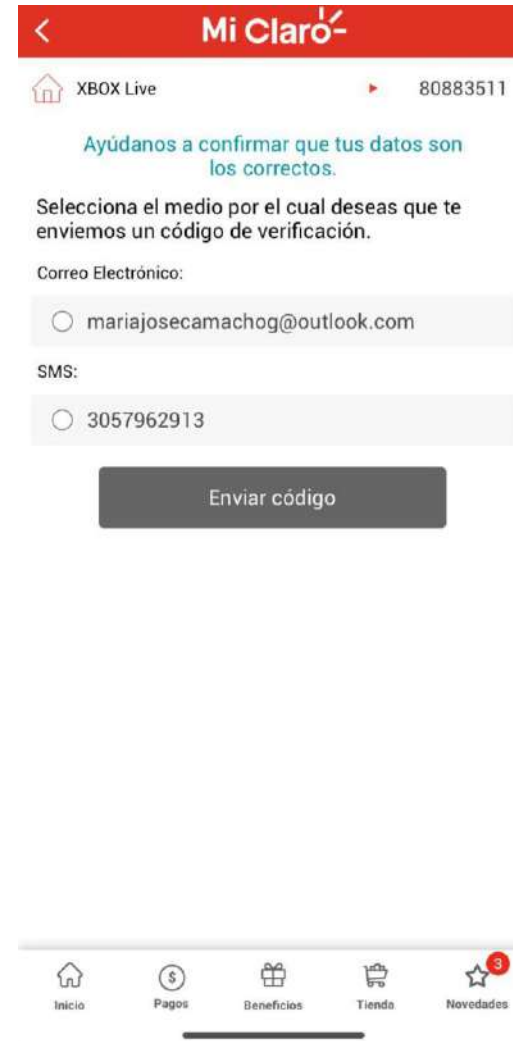 Mi Claro
XBOX Live 80883511
Ayúdanos a confirmar que tus datos son
los correctos.
Selecciona el medio por el cual deseas que te
enviemos un código de verificación.
Correo Electrónico:
mariajosecamachog@outlook.com
SMS:
3057962913
Enviar código
3
Inicio Pagos Beneficios Tienda Novedades